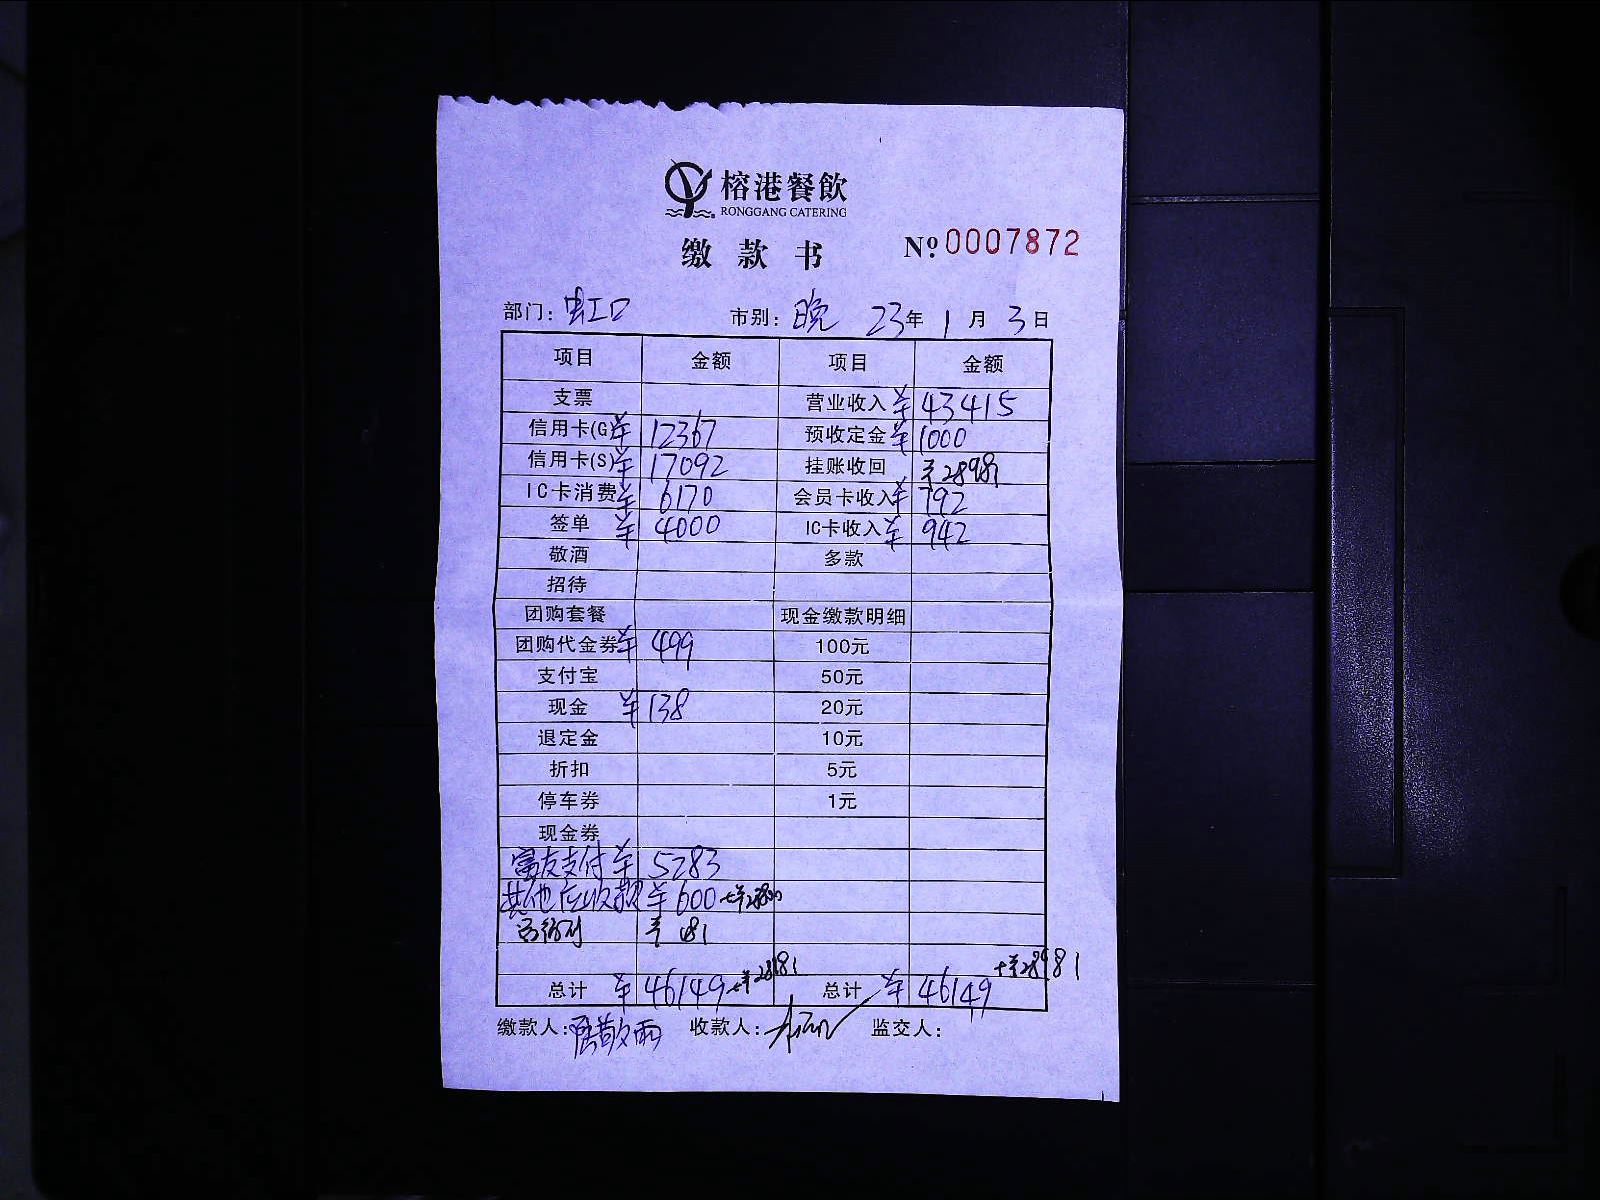 榕港餐飲
RONGGANG CATERING
缴款书 №0007872
部门: 虹口 市别: 晚 23年 1月 3日
项目 金额 项目 金额
支票 营业收入 ¥43415
信用卡(G) ¥12367 预收定金 ¥1000
信用卡(S) ¥17092 挂账收回 ¥28981
IC卡消费 ¥6170 会员卡收入 ¥792
签单 ¥4000 IC卡收入 ¥942
敬酒 多款
招待
团购套餐 现金缴款明细
团购代金券 ¥499 100元
支付宝 50元
现金 ¥138 20元
退定金 10元
折扣 5元
停车券 1元
现金券
富友支付 ¥5283
其他应收款 ¥600+¥28800
¥181
+¥28981 +¥28981
总计 ¥46149 总计 ¥46149
缴款人: 收款人: 监交人: